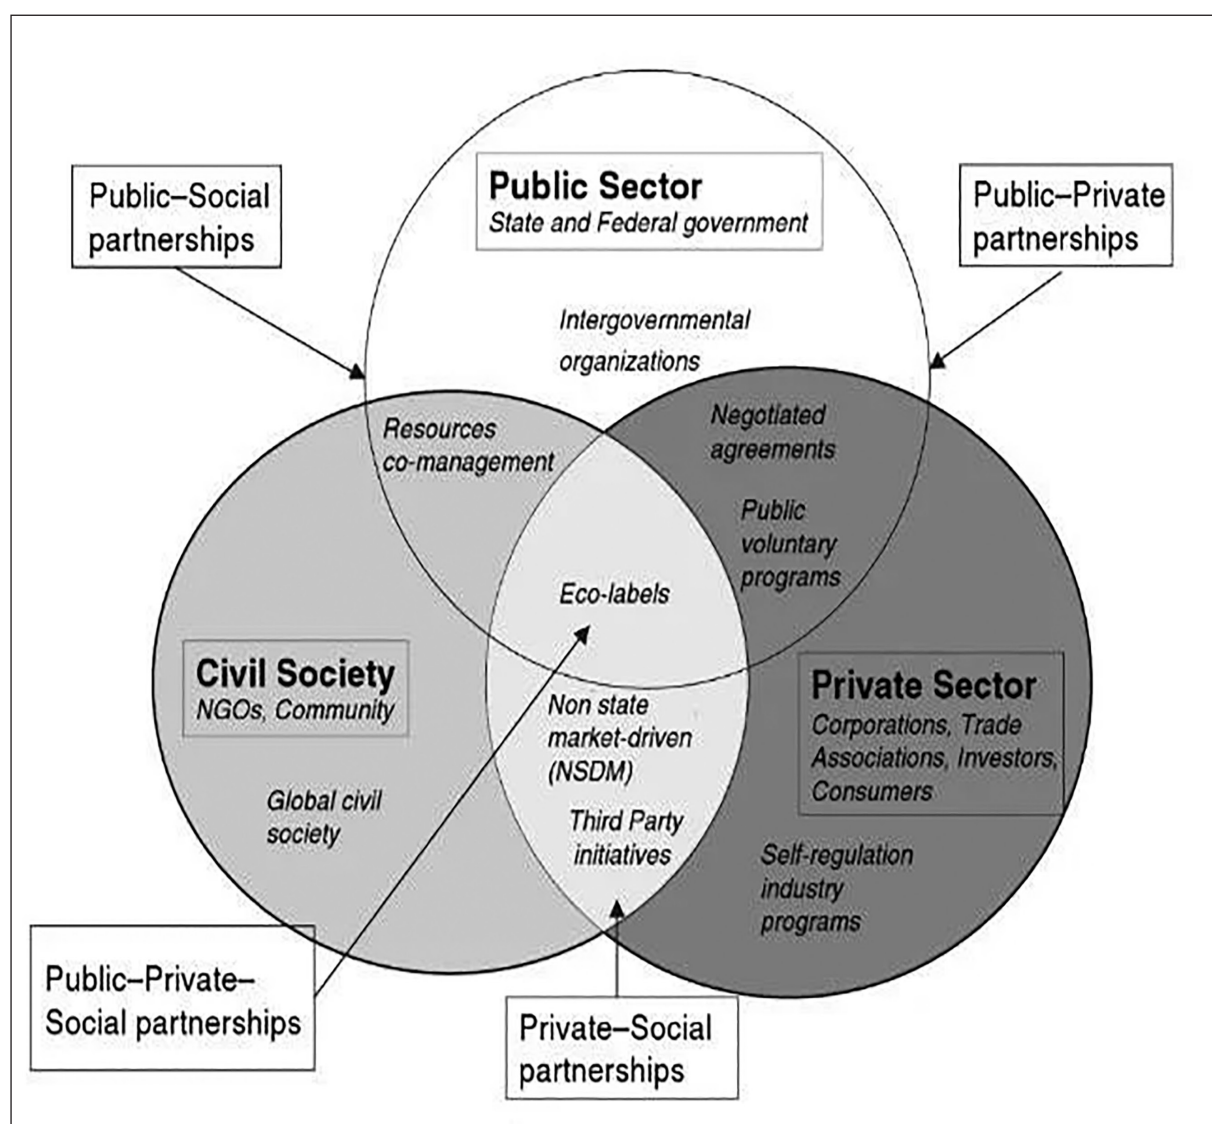 Public Sector
State and Federal government
Public–Social
partnerships
Public–Private
partnerships
Intergovernmental
organizations
Resources
co-management
Negotiated
agreements
Public
voluntary
programs
Eco-labels
Civil Society
NGOs, Community
Private Sector
Corporations, Trade
Associations, Investors,
Consumers
Non state
market-driven
(NSDM)
Global civil
society
Third Party
initiatives
Self-regulation
industry
programs
Public–Private–
Social partnerships
Private–Social
partnerships